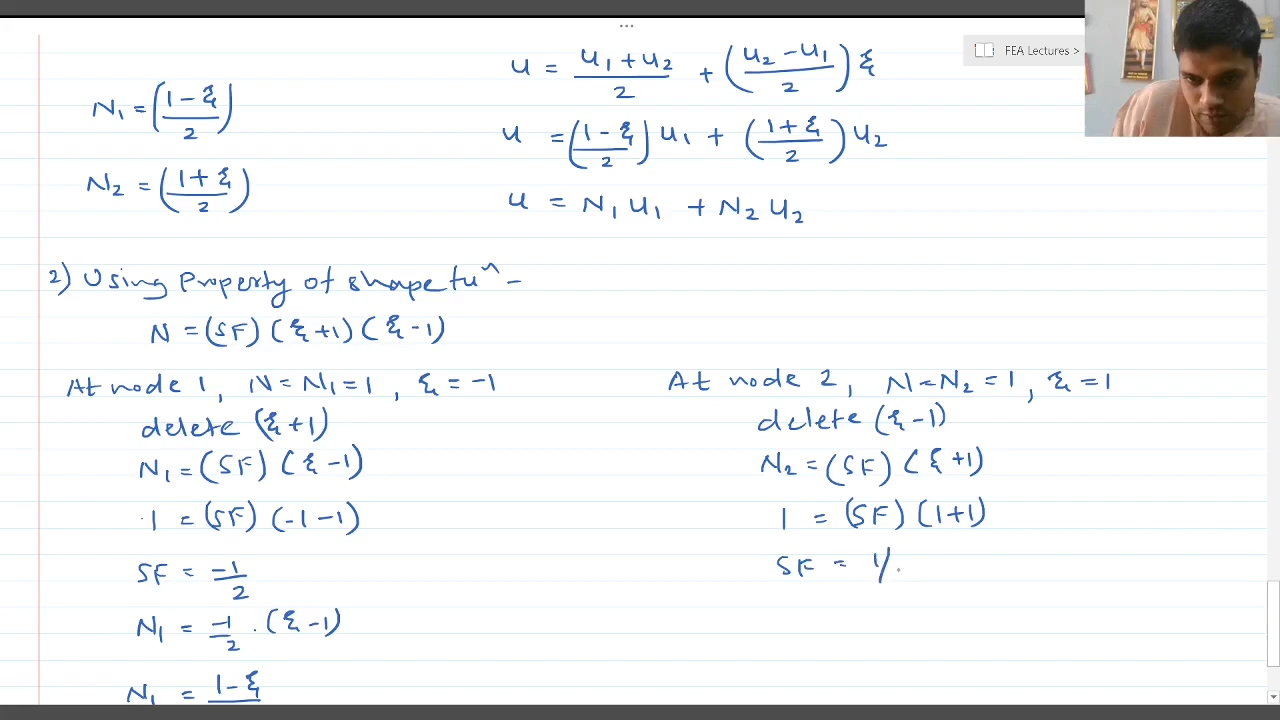 FEA Lectures >
u = (u₁ + u₂)/2 + ((u₂ − u₁)/2) ξ
N₁ = ((1 − ξ)/2)
u = ((1 − ξ)/2) u₁ + ((1 + ξ)/2) u₂
N₂ = ((1 + ξ)/2)
u = N₁ u₁ + N₂ u₂
2) Using Property of shape fuⁿ –
N = (SF) (ξ + 1) (ξ − 1)
At node 1, N = N₁ = 1, ξ = −1
delete (ξ + 1)
N₁ = (SF) (ξ − 1)
1 = (SF) (−1 − 1)
SF = −1/2
N₁ = −1/2 · (ξ − 1)
N₁ = 1 − ξ
At node 2, N = N₂ = 1, ξ = 1
delete (ξ − 1)
N₂ = (SF) (ξ + 1)
1 = (SF) (1 + 1)
SF = 1/